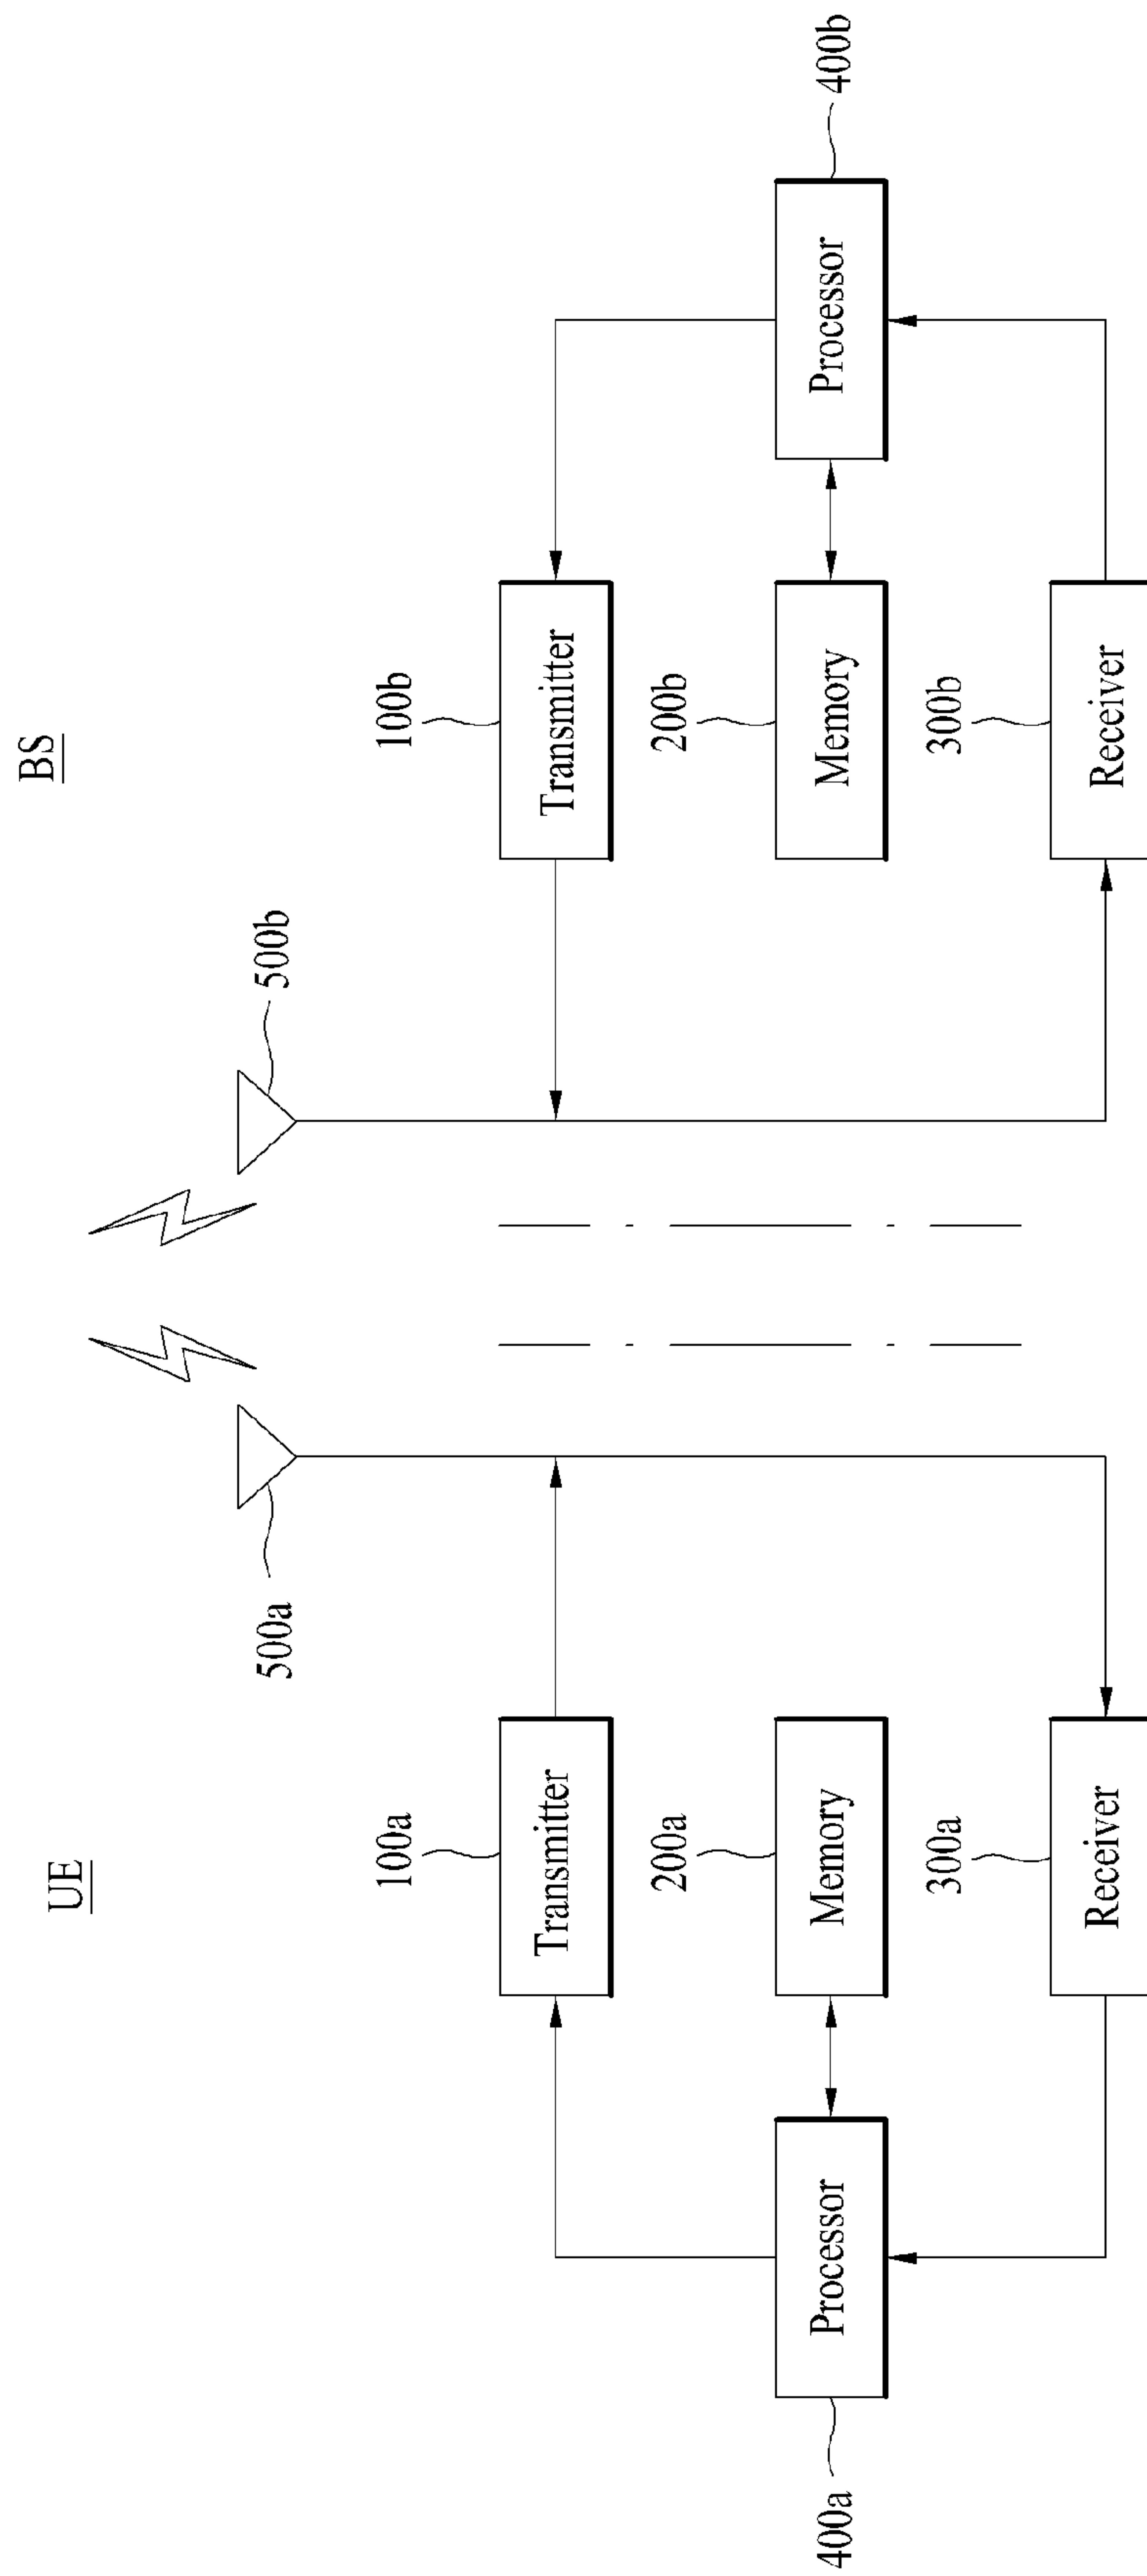 UE
BS
500a
500b
100a
Transmitter
100b
Transmitter
400a
Processor
200a
Memory
200b
Memory
Processor
400b
300a
Receiver
300b
Receiver